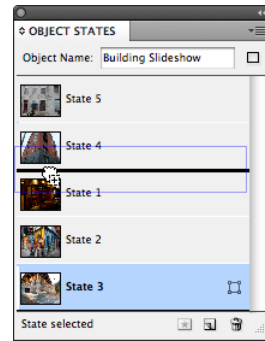 OBJECT STATES
Object Name: Building Slideshow
State 5
State 4
State 1
State 2
State 3
State selected